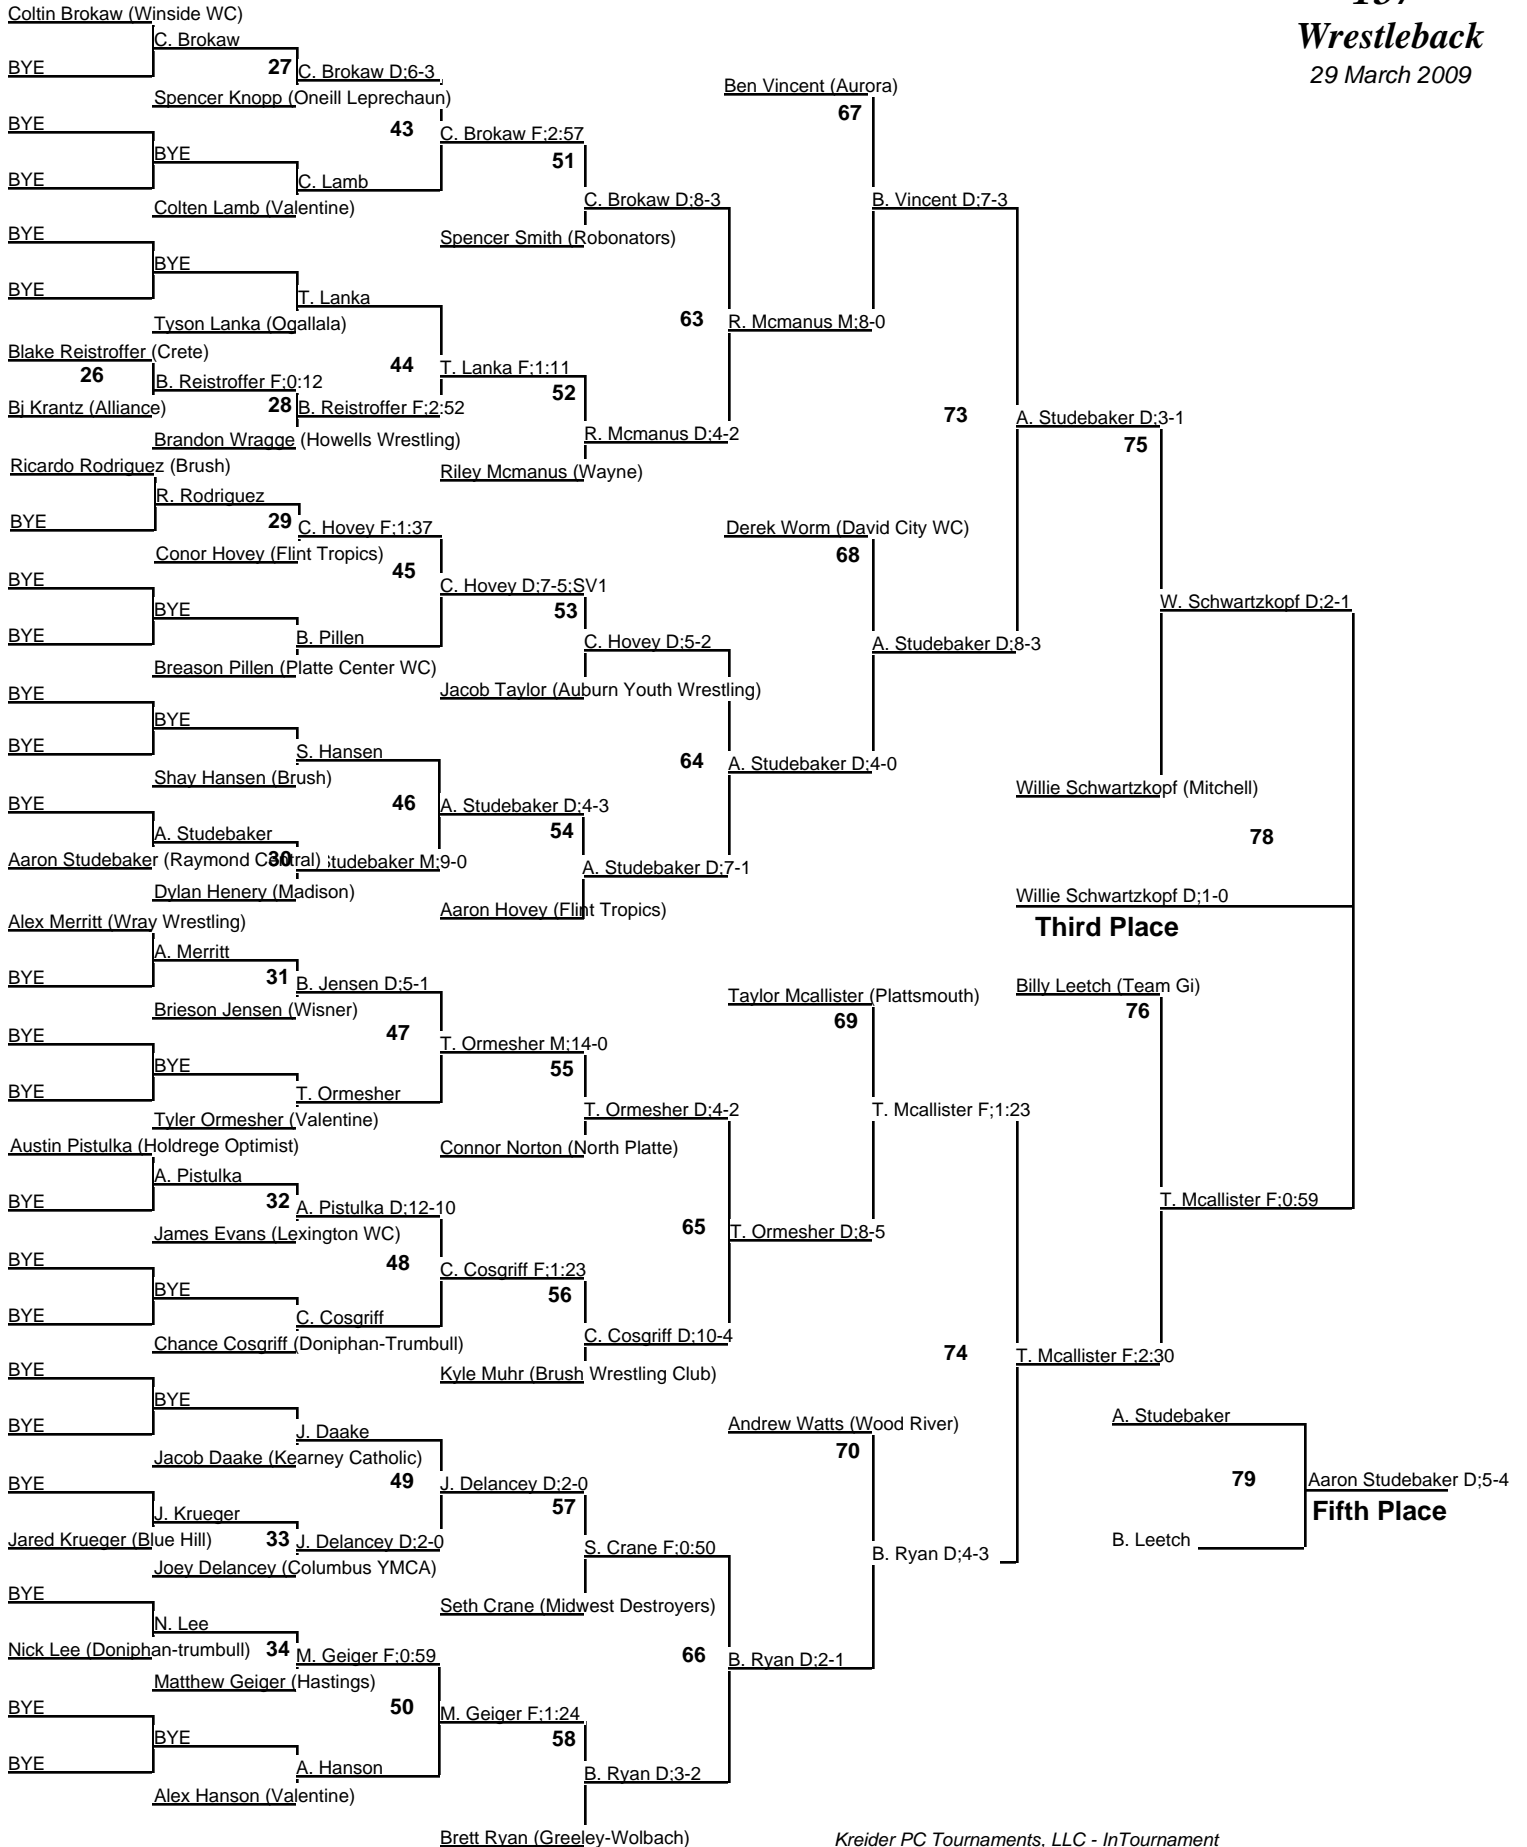 Wrestleback
29 March 2009
Coltin Brokaw (Winside WC)
C. Brokaw
BYE
27
C. Brokaw D;6-3
Spencer Knopp (Oneill Leprechaun)
BYE
43
C. Brokaw F;2:57
BYE
51
BYE
C. Lamb
Colten Lamb (Valentine)
C. Brokaw D;8-3
Spencer Smith (Robonators)
BYE
BYE
BYE
T. Lanka
Tyson Lanka (Ogallala)
63
R. Mcmanus M;8-0
Blake Reistroffer (Crete)
26
B. Reistroffer F;0:12
44
T. Lanka F;1:11
52
Bj Krantz (Alliance)
28
B. Reistroffer F;2:52
Brandon Wragge (Howells Wrestling)
R. Mcmanus D;4-2
Riley Mcmanus (Wayne)
Ben Vincent (Aurora)
67
B. Vincent D;7-3
73
A. Studebaker D;3-1
75
Ricardo Rodriguez (Brush)
R. Rodriguez
BYE
29
C. Hovey F;1:37
Conor Hovey (Flint Tropics)
45
C. Hovey D;7-5;SV1
53
BYE
BYE
BYE
B. Pillen
Breason Pillen (Platte Center WC)
C. Hovey D;5-2
Jacob Taylor (Auburn Youth Wrestling)
Derek Worm (David City WC)
68
A. Studebaker D;8-3
W. Schwartzkopf D;2-1
BYE
BYE
BYE
S. Hansen
Shay Hansen (Brush)
64
A. Studebaker D;4-0
BYE
46
A. Studebaker D;4-3
54
A. Studebaker
Aaron Studebaker (Raymond Central)
30
Studebaker M;9-0
Dylan Henery (Madison)
A. Studebaker D;7-1
Aaron Hovey (Flint Tropics)
Willie Schwartzkopf (Mitchell)
78
Willie Schwartzkopf D;1-0
Third Place
Alex Merritt (Wray Wrestling)
A. Merritt
BYE
31
B. Jensen D;5-1
Brieson Jensen (Wisner)
BYE
47
T. Ormesher M;14-0
55
BYE
BYE
T. Ormesher
Tyler Ormesher (Valentine)
T. Ormesher D;4-2
Connor Norton (North Platte)
Taylor Mcallister (Plattsmouth)
69
T. Mcallister F;1:23
Billy Leetch (Team Gi)
76
Austin Pistulka (Holdrege Optimist)
A. Pistulka
BYE
32
A. Pistulka D;12-10
James Evans (Lexington WC)
65
T. Ormesher D;8-5
T. Mcallister F;0:59
BYE
48
C. Cosgriff F;1:23
56
BYE
BYE
C. Cosgriff
Chance Cosgriff (Doniphan-Trumbull)
C. Cosgriff D;10-4
Kyle Muhr (Brush Wrestling Club)
74
T. Mcallister F;2:30
BYE
BYE
BYE
J. Daake
Jacob Daake (Kearney Catholic)
Andrew Watts (Wood River)
70
A. Studebaker
BYE
49
J. Delancey D;2-0
57
79
Aaron Studebaker D;5-4
Fifth Place
J. Krueger
Jared Krueger (Blue Hill)
33
J. Delancey D;2-0
Joey Delancey (Columbus YMCA)
S. Crane F;0:50
B. Ryan D;4-3
B. Leetch
Seth Crane (Midwest Destroyers)
BYE
N. Lee
Nick Lee (Doniphan-trumbull)
34
M. Geiger F;0:59
Matthew Geiger (Hastings)
66
B. Ryan D;2-1
BYE
50
M. Geiger F;1:24
58
BYE
BYE
A. Hanson
Alex Hanson (Valentine)
B. Ryan D;3-2
Brett Ryan (Greeley-Wolbach)
Kreider PC Tournaments, LLC - InTournament